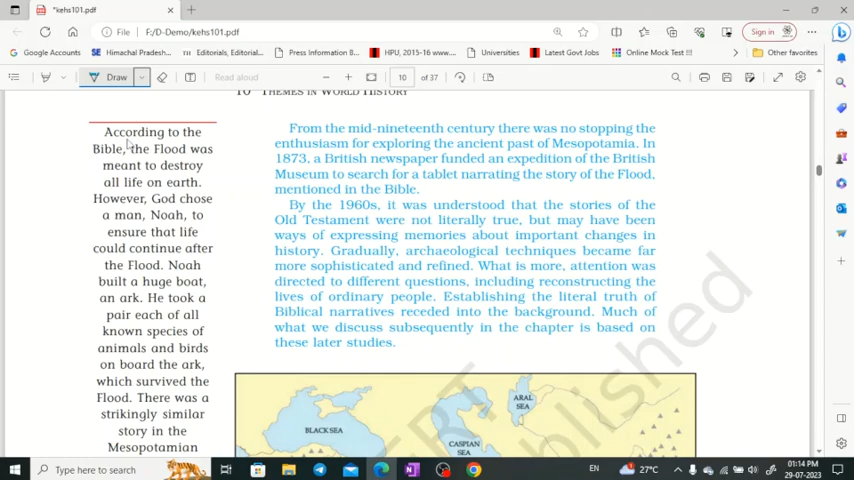 *kehs101.pdf
File F:/D-Demo/kehs101.pdf
Sign in
Google Accounts
Himachal Pradesh...
Editorials, Editorial...
Press Information B...
HPU, 2015-16 www....
Universities
Latest Govt Jobs
Online Mock Test !!!
Other favorites
Draw
Read aloud
10 of 37
10 THEMES IN WORLD HISTORY
According to the
Bible, the Flood was
meant to destroy
all life on earth.
However, God chose
a man, Noah, to
ensure that life
could continue after
the Flood. Noah
built a huge boat,
an ark. He took a
pair each of all
known species of
animals and birds
on board the ark,
which survived the
Flood. There was a
strikingly similar
story in the
Mesopotamian
From the mid-nineteenth century there was no stopping the
enthusiasm for exploring the ancient past of Mesopotamia. In
1873, a British newspaper funded an expedition of the British
Museum to search for a tablet narrating the story of the Flood,
mentioned in the Bible.
By the 1960s, it was understood that the stories of the
Old Testament were not literally true, but may have been
ways of expressing memories about important changes in
history. Gradually, archaeological techniques became far
more sophisticated and refined. What is more, attention was
directed to different questions, including reconstructing the
lives of ordinary people. Establishing the literal truth of
Biblical narratives receded into the background. Much of
what we discuss subsequently in the chapter is based on
these later studies.
BLACK SEA
CASPIAN
SEA
ARAL
SEA
Type here to search
EN
27°C
01:14 PM
29-07-2023